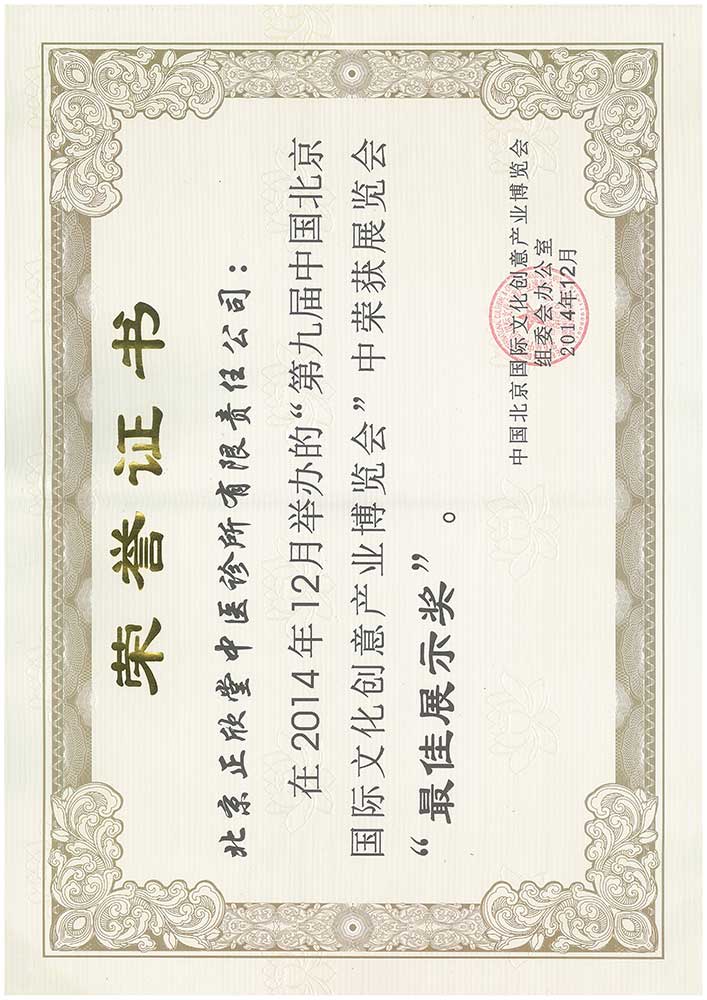 荣誉证书
北京正欣堂中医诊所有限责任公司：
在2014年12月举办的“第九届中国北京
国际文化创意产业博览会”中荣获展览会
“最佳展示奖”。
中国北京国际文化创意产业博览会
组委会办公室
2014年12月